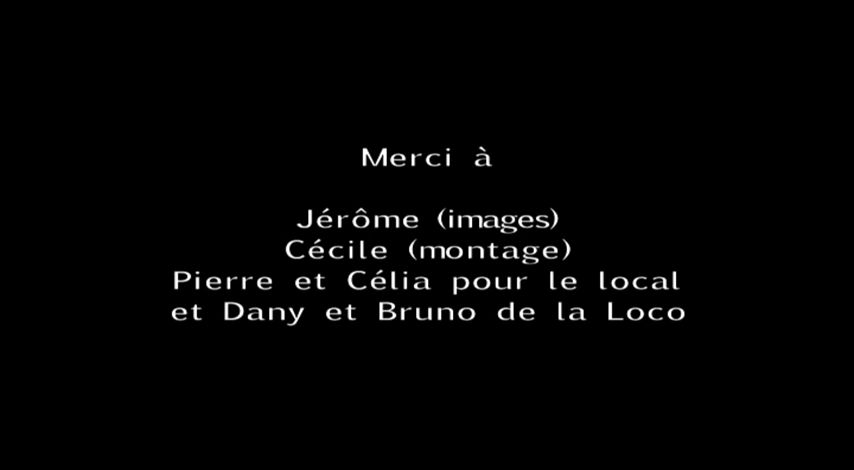 Merci à
Jérôme (images)
Cécile (montage)
Pierre et Célia pour le local
et Dany et Bruno de la Loco